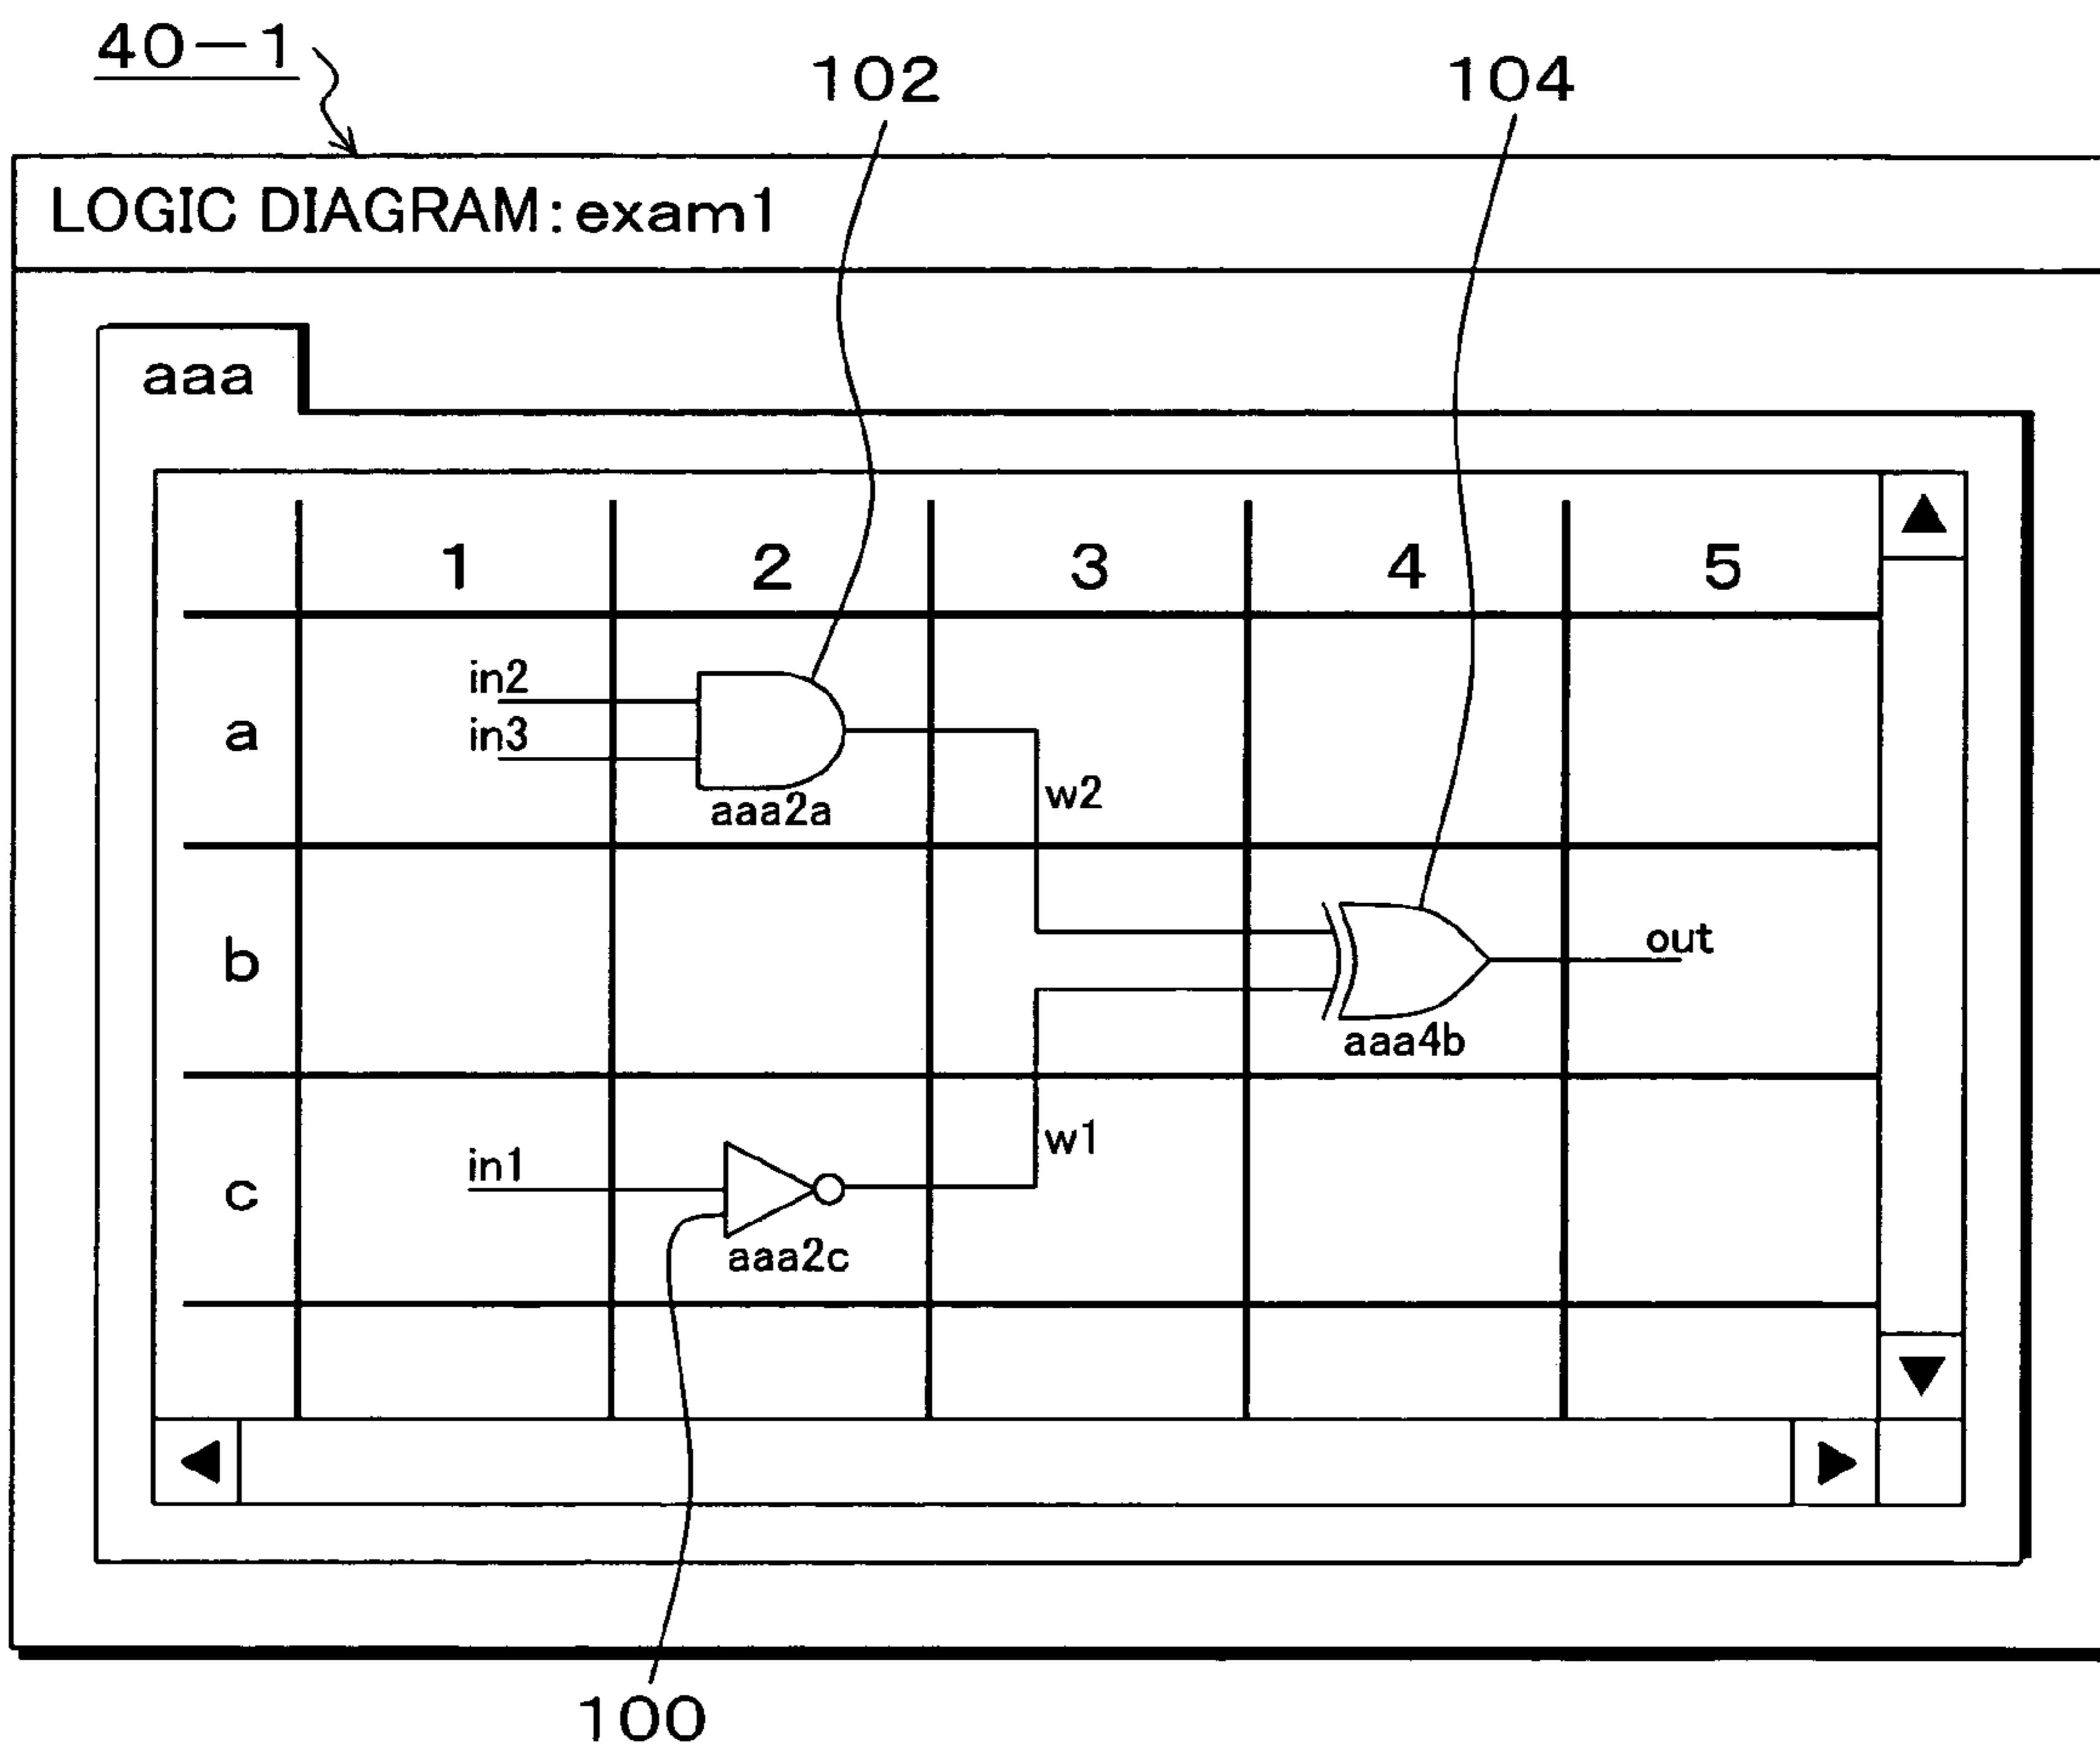 40-1
102
104
LOGIC DIAGRAM:exam1
aaa
1 2 3 4 5
in2
a
in3
w2
aaa2a
b
out
aaa4b
w1
in1
c
aaa2c
100